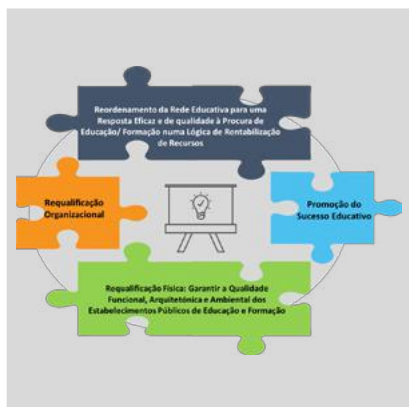 Reordenamento da Rede Educativa para uma
Resposta Eficaz e de qualidade à Procura de
Educação/ Formação numa Lógica de Rentabilização
de Recursos
Requalificação
Organizacional
Promoção do
Sucesso Educativo
Requalificação Física: Garantir a Qualidade
Funcional, Arquitetónica e Ambiental dos
Estabelecimentos Públicos de Educação e Formação